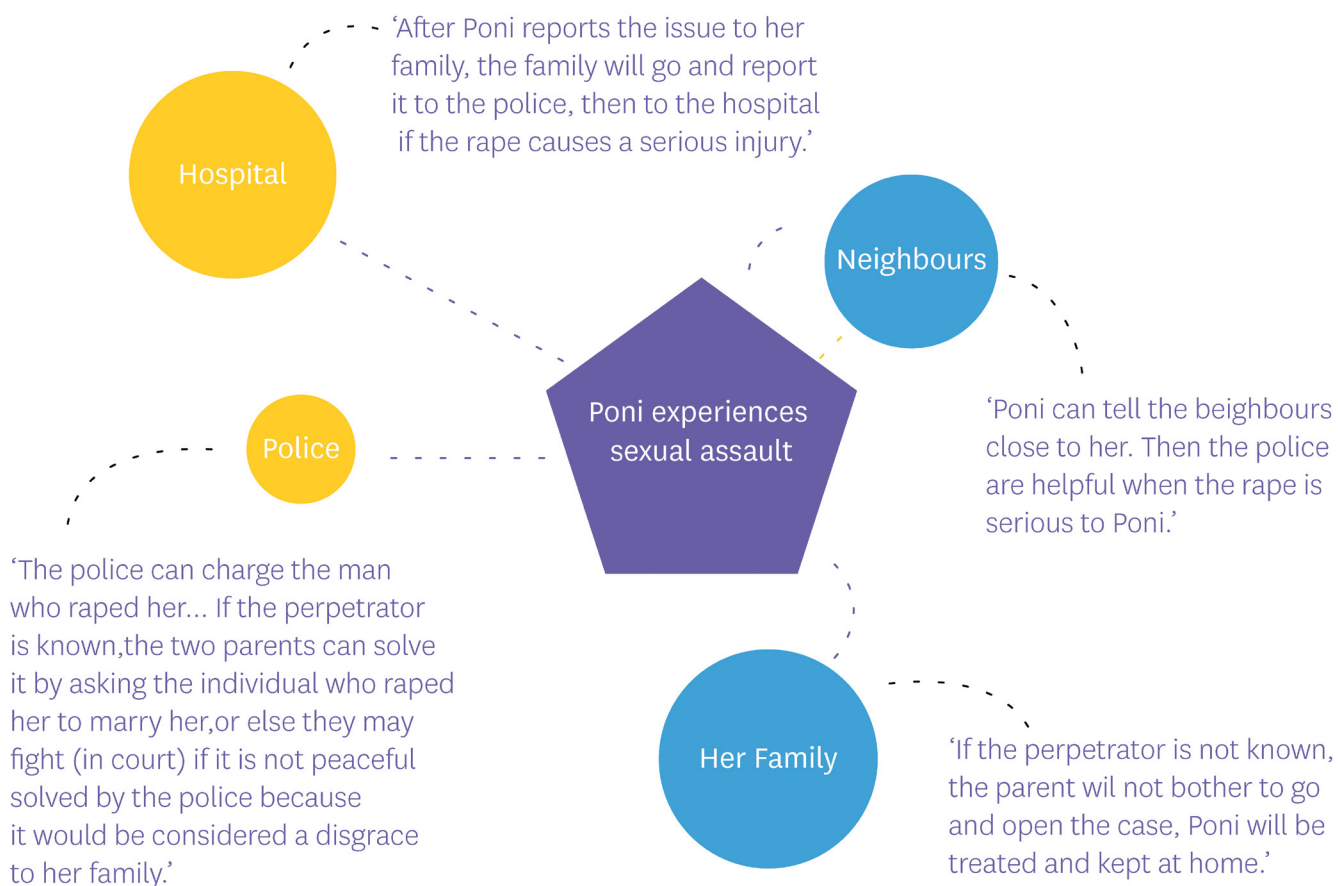 ‘After Poni reports the issue to her
family, the family will go and report
it to the police, then to the hospital
if the rape causes a serious injury.’
Hospital
Neighbours
Poni experiences
sexual assault
‘Poni can tell the beighbours
close to her. Then the police
are helpful when the rape is
serious to Poni.’
Police
‘The police can charge the man
who raped her... If the perpetrator
is known,the two parents can solve
it by asking the individual who raped
her to marry her,or else they may
fight (in court) if it is not peaceful
solved by the police because
it would be considered a disgrace
to her family.’
Her Family
‘If the perpetrator is not known,
the parent wil not bother to go
and open the case, Poni will be
treated and kept at home.’